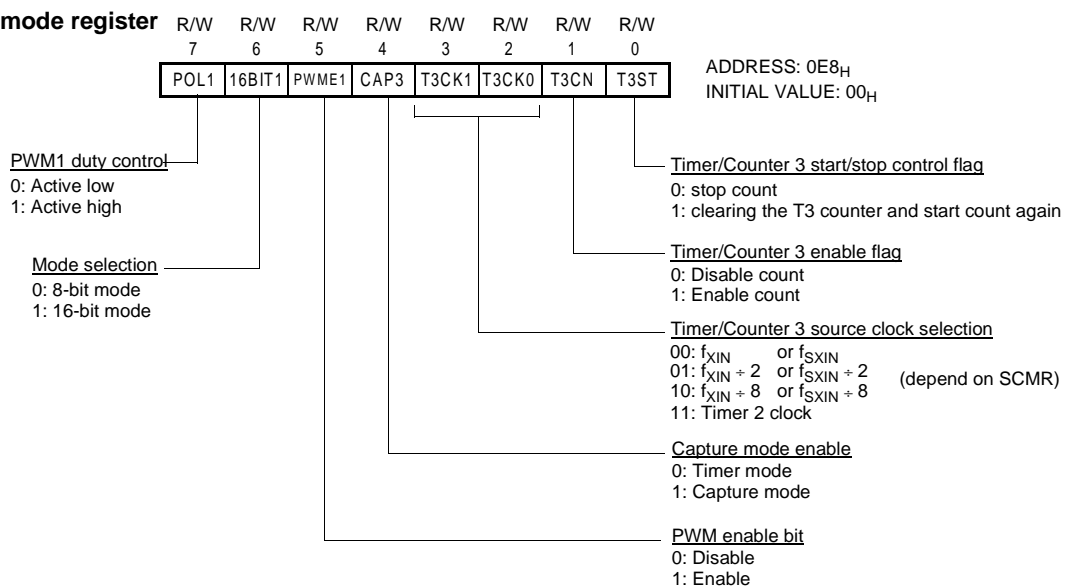 mode register R/W R/W R/W R/W R/W R/W R/W R/W
7 6 5 4 3 2 1 0
POL1 16BIT1 PWME1 CAP3 T3CK1 T3CK0 T3CN T3ST
ADDRESS: 0E8H
INITIAL VALUE: 00H
PWM1 duty control
0: Active low
1: Active high
Mode selection
0: 8-bit mode
1: 16-bit mode
Timer/Counter 3 start/stop control flag
0: stop count
1: clearing the T3 counter and start count again
Timer/Counter 3 enable flag
0: Disable count
1: Enable count
Timer/Counter 3 source clock selection
00: fXIN or fSXIN
01: fXIN ÷ 2 or fSXIN ÷ 2
10: fXIN ÷ 8 or fSXIN ÷ 8
(depend on SCMR)
11: Timer 2 clock
Capture mode enable
0: Timer mode
1: Capture mode
PWM enable bit
0: Disable
1: Enable